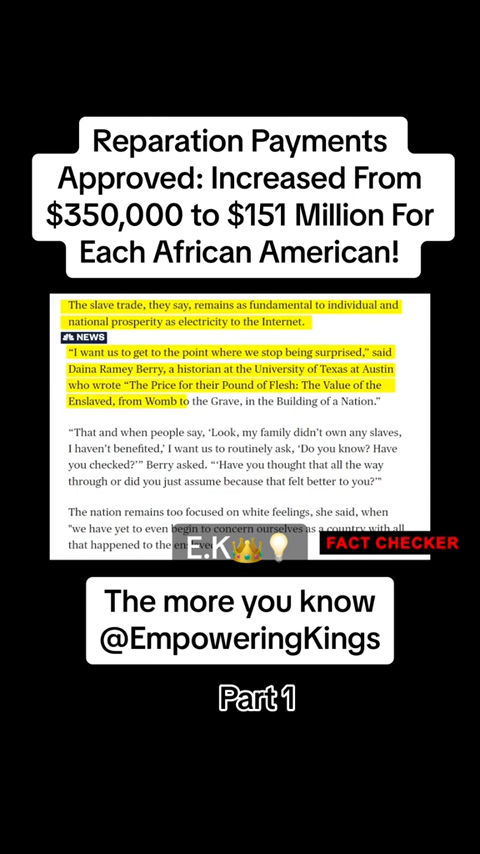 Reparation Payments
Approved: Increased From
$350,000 to $151 Million For
Each African American!
The slave trade, they say, remains as fundamental to individual and
national prosperity as electricity to the Internet.
NEWS
“I want us to get to the point where we stop being surprised,” said
Daina Ramey Berry, a historian at the University of Texas at Austin
who wrote “The Price for their Pound of Flesh: The Value of the
Enslaved, from Womb to the Grave, in the Building of a Nation.”
“That and when people say, ‘Look, my family didn’t own any slaves,
I haven’t benefited,’ I want us to routinely ask, ‘Do you know? Have
you checked?’” Berry asked. “‘Have you thought that all the way
through or did you just assume because that felt better to you?’”
The nation remains too focused on white feelings, she said, when
"we have yet to even begin to concern ourselves as a country with all
that happened to the
E.K👑💡
FACT CHECKER
The more you know
@EmpoweringKings
Part 1